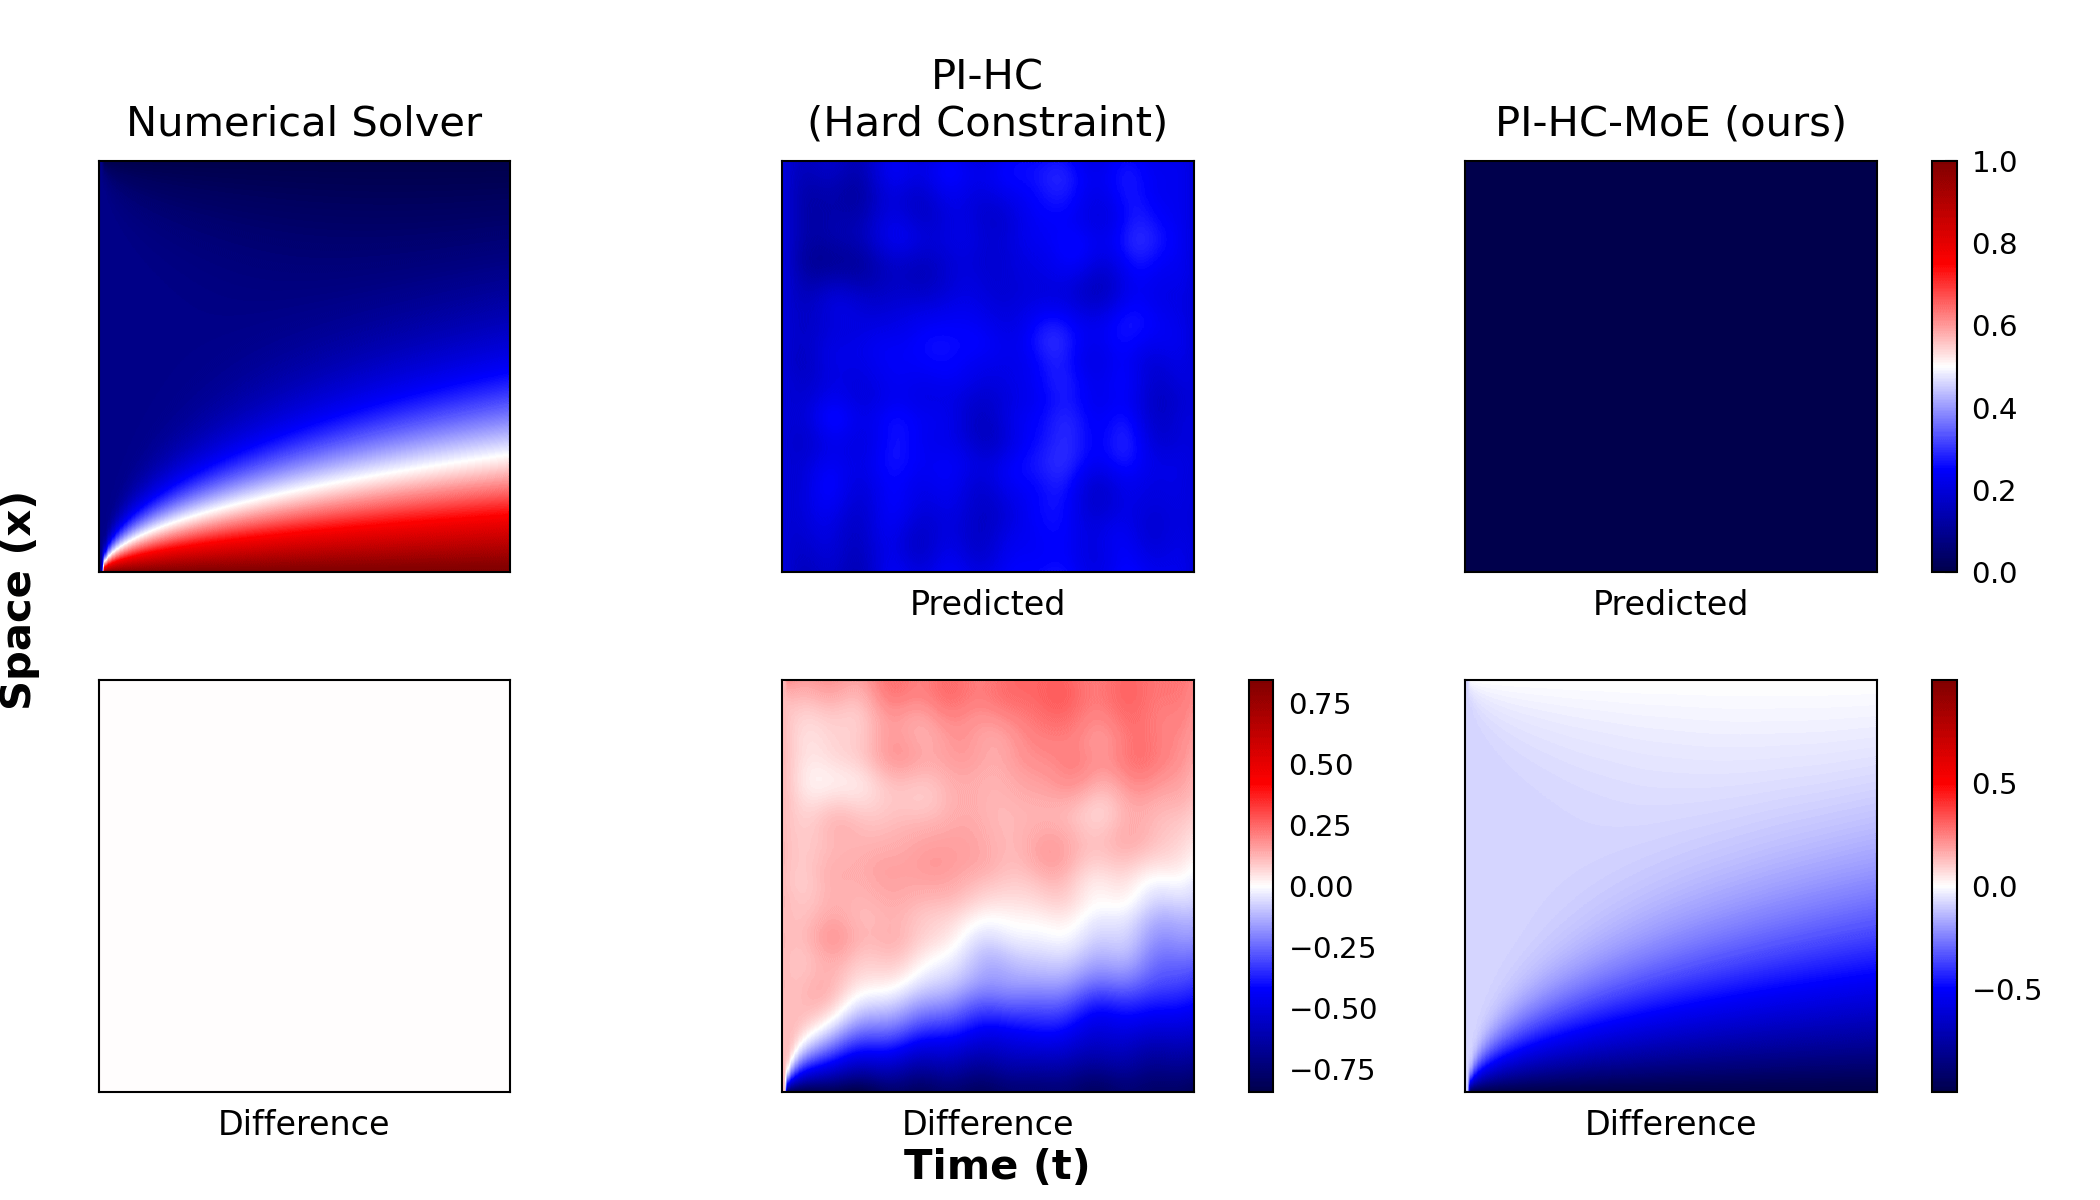 PI-HC
Numerical Solver
(Hard Constraint)
PI-HC-MoE (ours)
1.0
0.8
0.6
0.4
0.2
0.0
Predicted
Predicted
Space (x)
0.75
0.50
0.25
0.00
−0.25
−0.50
−0.75
0.5
0.0
−0.5
Difference
Difference
Difference
Time (t)